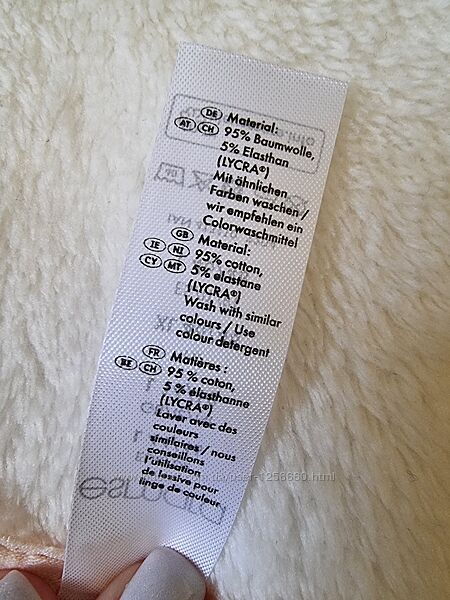 DE Material:
AT CH 95% Baumwolle,
5% Elasthan
(LYCRA®)
Mit ähnlichen
Farben waschen /
wir empfehlen ein
Colorwaschmittel
GB Material:
IE NI 95% cotton,
CY MT 5% elastane
(LYCRA®)
Wash with similar
colours / Use
colour detergent
FR Matières :
BE CH 95 % coton,
5 % élasthanne
(LYCRA®)
Laver avec des
couleurs
similaires / nous
conseillons
l'utilisation
de lessive pour
linge de couleur